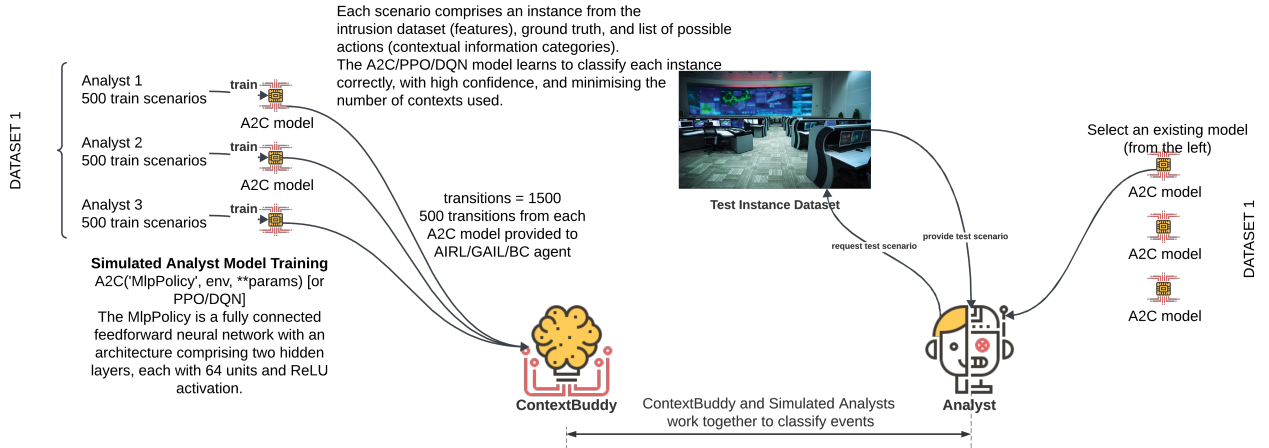 Each scenario comprises an instance from the
intrusion dataset (features), ground truth, and list of possible
actions (contextual information categories).
The A2C/PPO/DQN model learns to classify each instance
correctly, with high confidence, and minimising the
number of contexts used.
DATASET 1
Analyst 1
500 train scenarios
train
A2C model
Analyst 2
500 train scenarios
train
A2C model
Analyst 3
500 train scenarios
train
Simulated Analyst Model Training
A2C('MlpPolicy', env, **params) [or
PPO/DQN]
The MlpPolicy is a fully connected
feedforward neural network with an
architecture comprising two hidden
layers, each with 64 units and ReLU
activation.
transitions = 1500
500 transitions from each
A2C model provided to
AIRL/GAIL/BC agent
Test Instance Dataset
request test scenario
provide test scenario
Select an existing model
(from the left)
A2C model
A2C model
A2C model
DATASET 1
ContextBuddy
ContextBuddy and Simulated Analysts
work together to classify events
Analyst